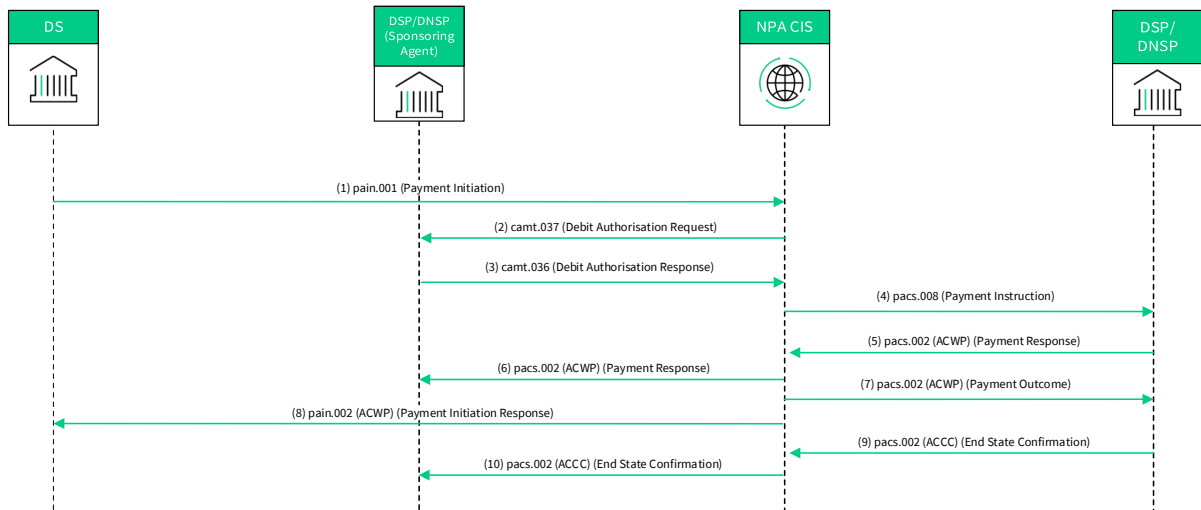 DS
DSP/DNSP
(Sponsoring
Agent)
NPA CIS
DSP/
DNSP
(1) pain.001 (Payment Initiation)
(2) camt.037 (Debit Authorisation Request)
(3) camt.036 (Debit Authorisation Response)
(4) pacs.008 (Payment Instruction)
(5) pacs.002 (ACWP) (Payment Response)
(6) pacs.002 (ACWP) (Payment Response)
(7) pacs.002 (ACWP) (Payment Outcome)
(8) pain.002 (ACWP) (Payment Initiation Response)
(9) pacs.002 (ACCC) (End State Confirmation)
(10) pacs.002 (ACCC) (End State Confirmation)